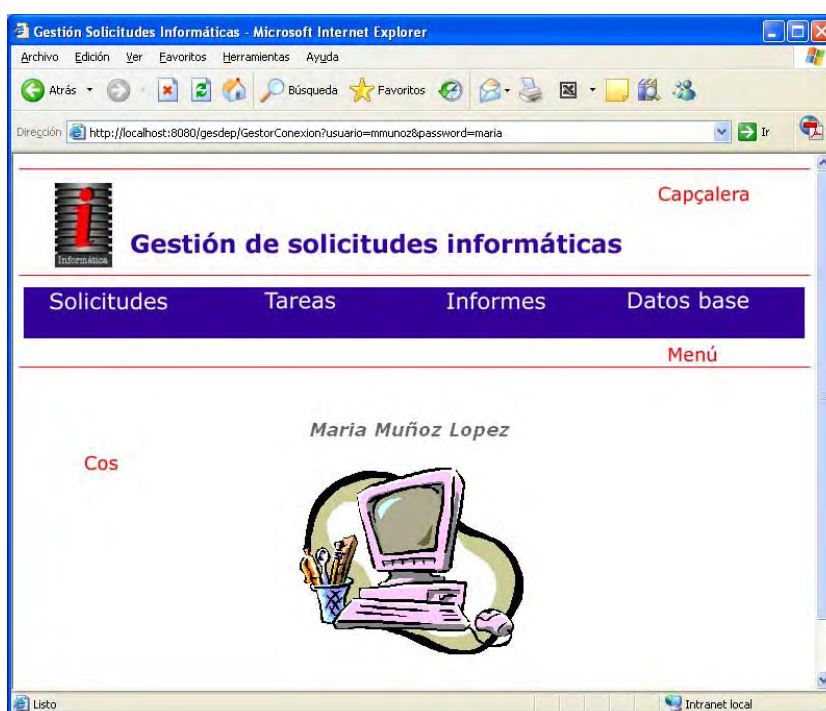 Gestión Solicitudes Informáticas - Microsoft Internet Explorer
Archivo Edición Ver Favoritos Herramientas Ayuda
Atrás Búsqueda Favoritos
Dirección http://localhost:8080/gesdep/GestorConexion?usuario=mmunoz&password=maria Ir
Capçalera
i
Informática
Gestión de solicitudes informáticas
Solicitudes Tareas Informes Datos base
Menú
Maria Muñoz Lopez
Cos
Listo Intranet local